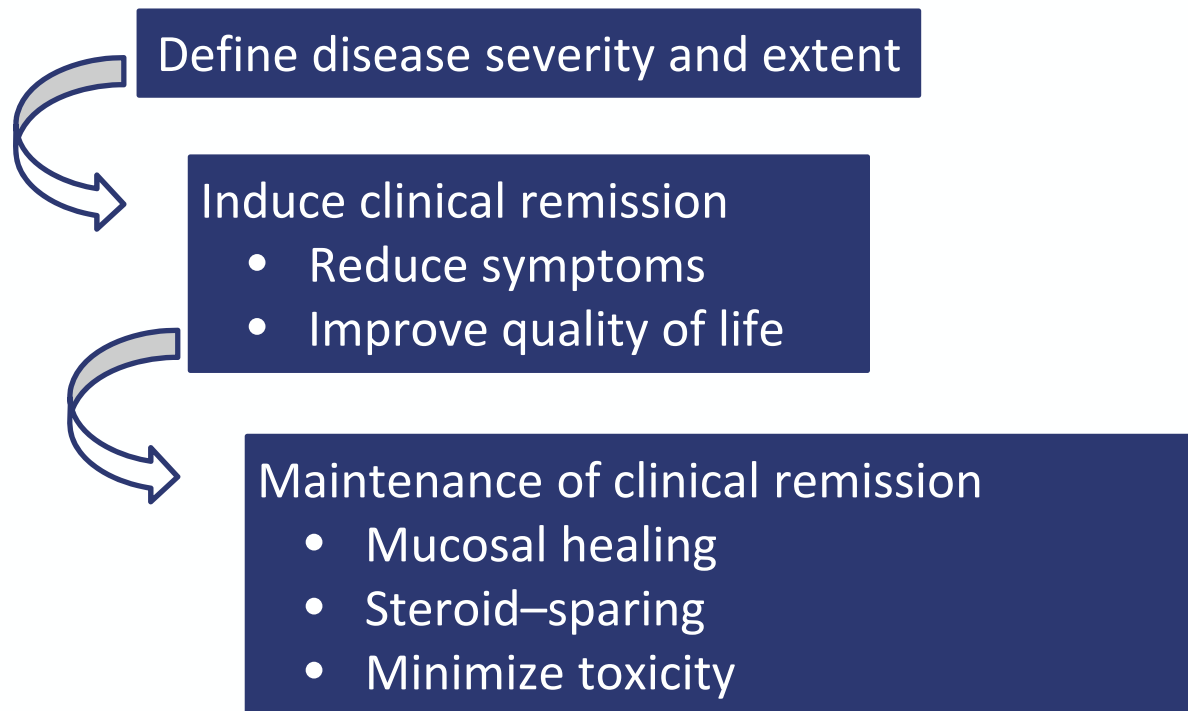 Define disease severity and extent
Induce clinical remission
• Reduce symptoms
• Improve quality of life
Maintenance of clinical remission
• Mucosal healing
• Steroid–sparing
• Minimize toxicity